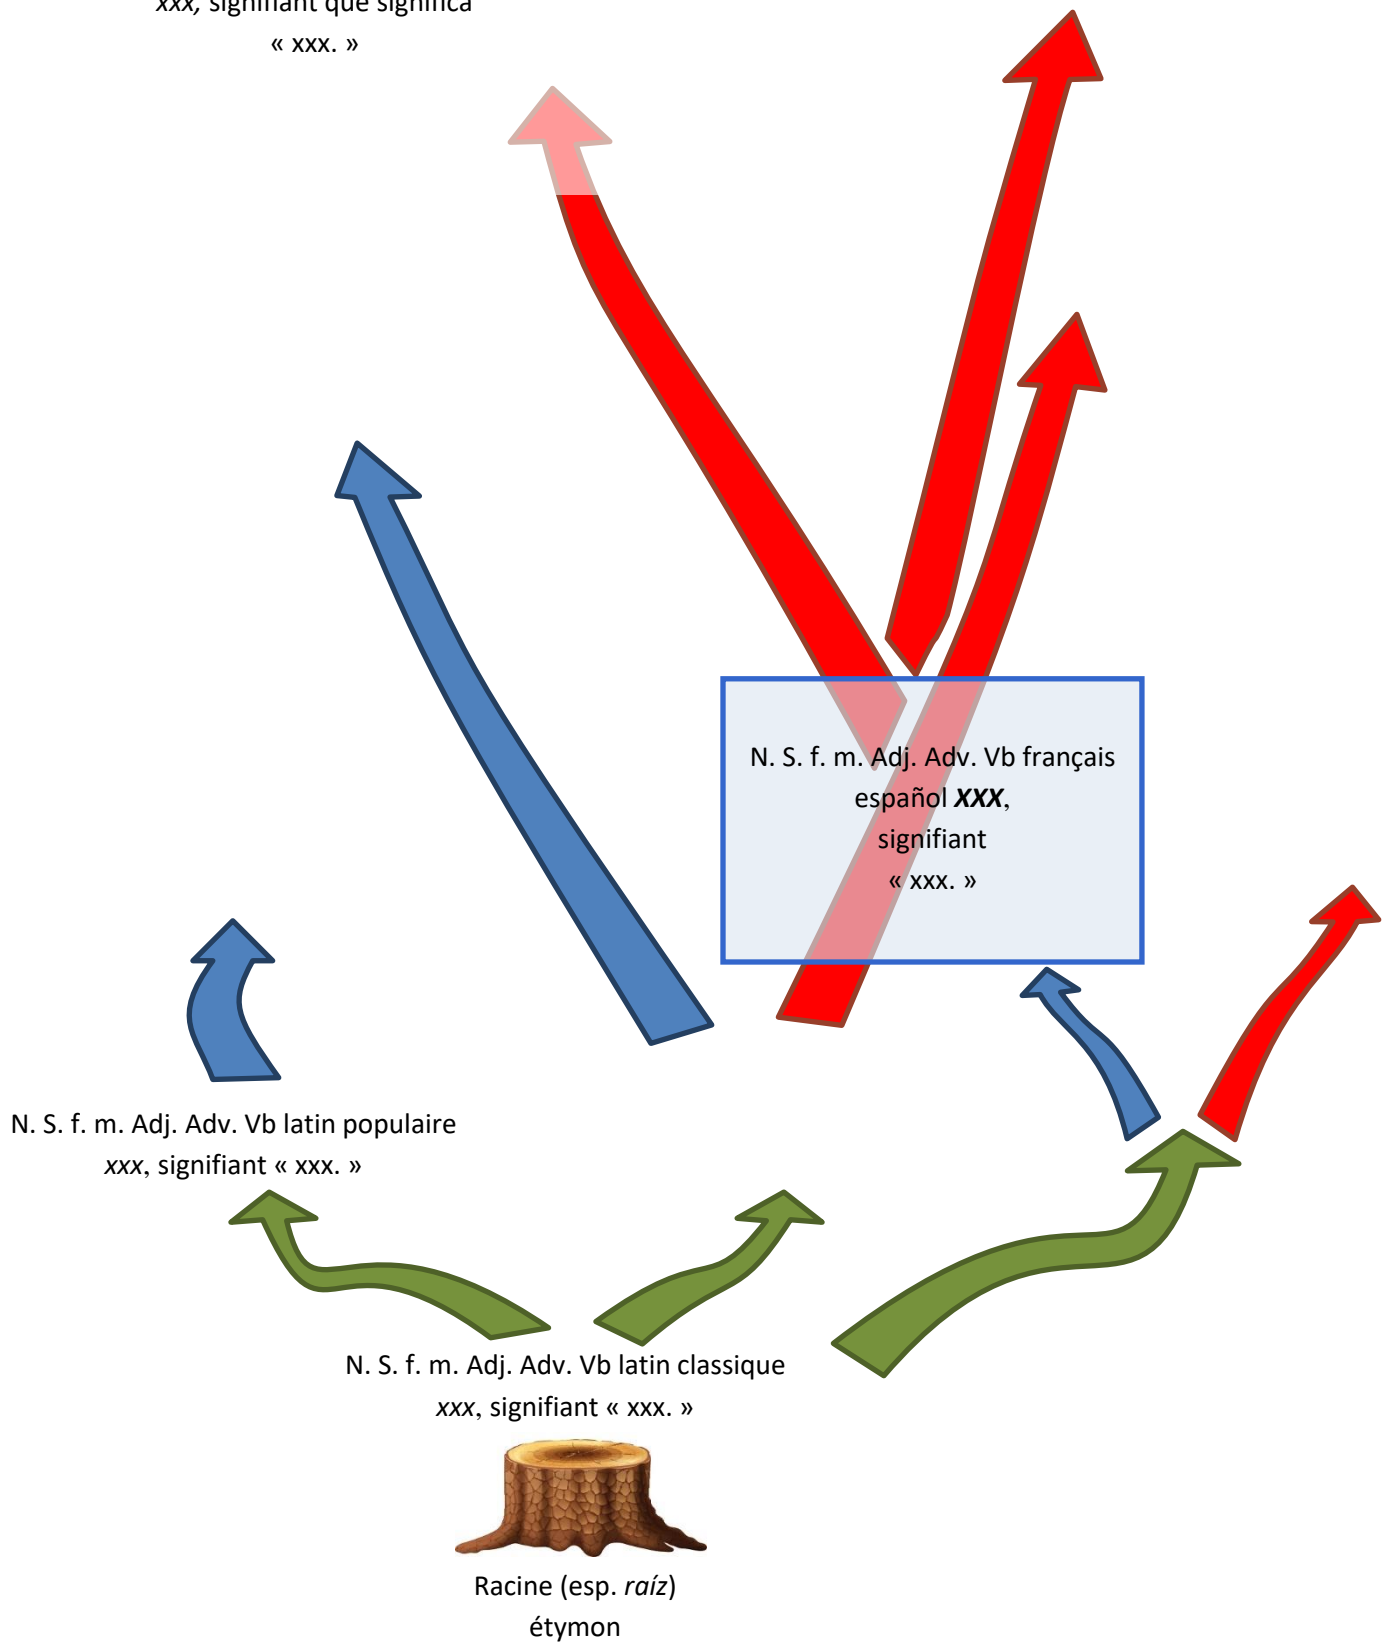 xxx, signifiant que significa
« xxx. »
N. S. f. m. Adj. Adv. Vb français
español XXX,
signifiant
« xxx. »
N. S. f. m. Adj. Adv. Vb latin populaire
xxx, signifiant « xxx. »
N. S. f. m. Adj. Adv. Vb latin classique
xxx, signifiant « xxx. »
Racine (esp. raíz)
étymon